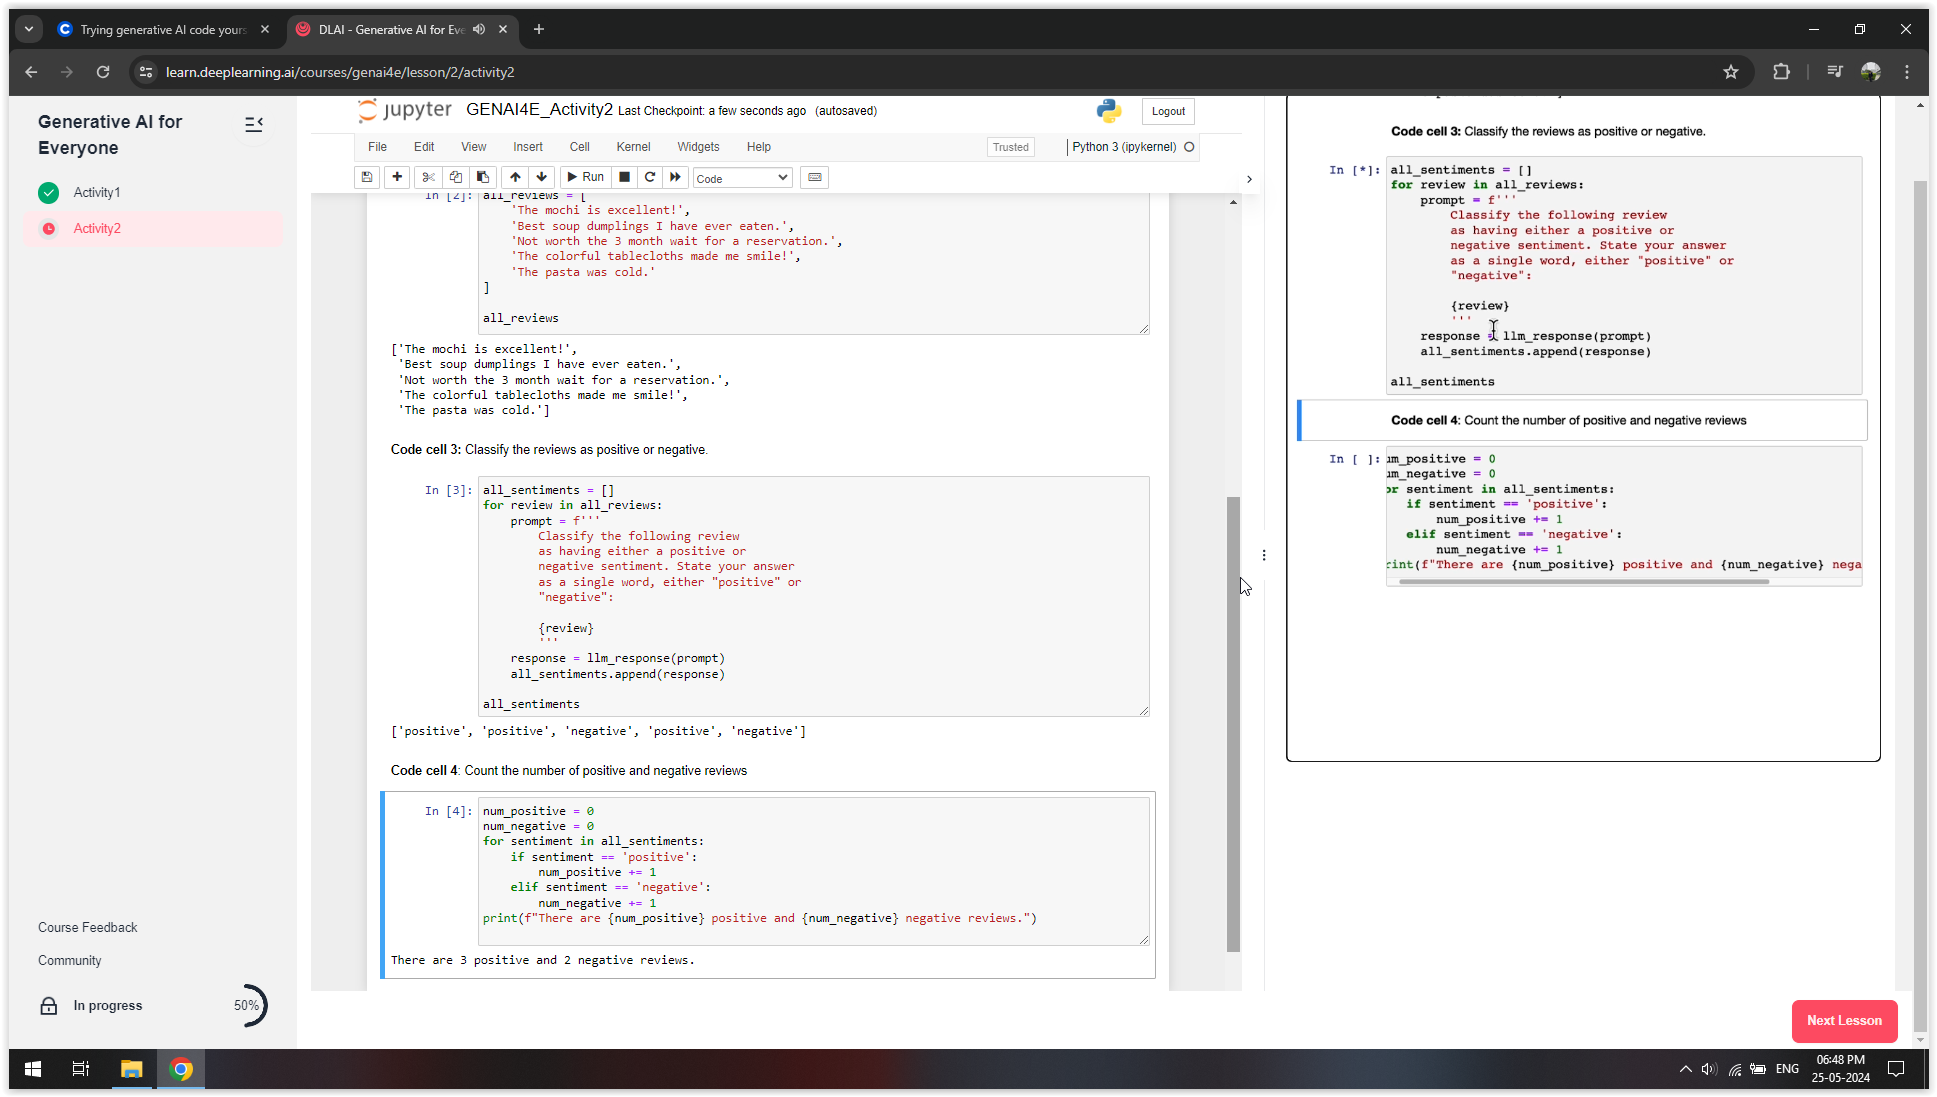 Trying generative AI code yours
DLAI - Generative AI for Eve
learn.deeplearning.ai/courses/genai4e/lesson/2/activity2
Generative AI for
Everyone
Activity1
Activity2
Course Feedback
Community
In progress
50%
jupyter
GENAI4E_Activity2 Last Checkpoint: a few seconds ago (autosaved)
Logout
File Edit View Insert Cell Kernel Widgets Help
Trusted
Python 3 (ipykernel)
Run
Code
In [2]: all_reviews = [
'The mochi is excellent!',
'Best soup dumplings I have ever eaten.',
'Not worth the 3 month wait for a reservation.',
'The colorful tablecloths made me smile!',
'The pasta was cold.'
]
all_reviews
['The mochi is excellent!',
'Best soup dumplings I have ever eaten.',
'Not worth the 3 month wait for a reservation.',
'The colorful tablecloths made me smile!',
'The pasta was cold.']
Code cell 3: Classify the reviews as positive or negative.
In [3]: all_sentiments = []
for review in all_reviews:
prompt = f'''
Classify the following review
as having either a positive or
negative sentiment. State your answer
as a single word, either "positive" or
"negative":
{review}
'''
response = llm_response(prompt)
all_sentiments.append(response)
all_sentiments
['positive', 'positive', 'negative', 'positive', 'negative']
Code cell 4: Count the number of positive and negative reviews
In [4]: num_positive = 0
num_negative = 0
for sentiment in all_sentiments:
if sentiment == 'positive':
num_positive += 1
elif sentiment == 'negative':
num_negative += 1
print(f"There are {num_positive} positive and {num_negative} negative reviews.")
There are 3 positive and 2 negative reviews.
Code cell 3: Classify the reviews as positive or negative.
In [*]: all_sentiments = []
for review in all_reviews:
prompt = f'''
Classify the following review
as having either a positive or
negative sentiment. State your answer
as a single word, either "positive" or
"negative":
{review}
'''
response = llm_response(prompt)
all_sentiments.append(response)
all_sentiments
Code cell 4: Count the number of positive and negative reviews
In [ ]: um_positive = 0
um_negative = 0
or sentiment in all_sentiments:
if sentiment == 'positive':
num_positive += 1
elif sentiment == 'negative':
num_negative += 1
rint(f"There are {num_positive} positive and {num_negative} nega
Next Lesson
ENG
06:48 PM
25-05-2024